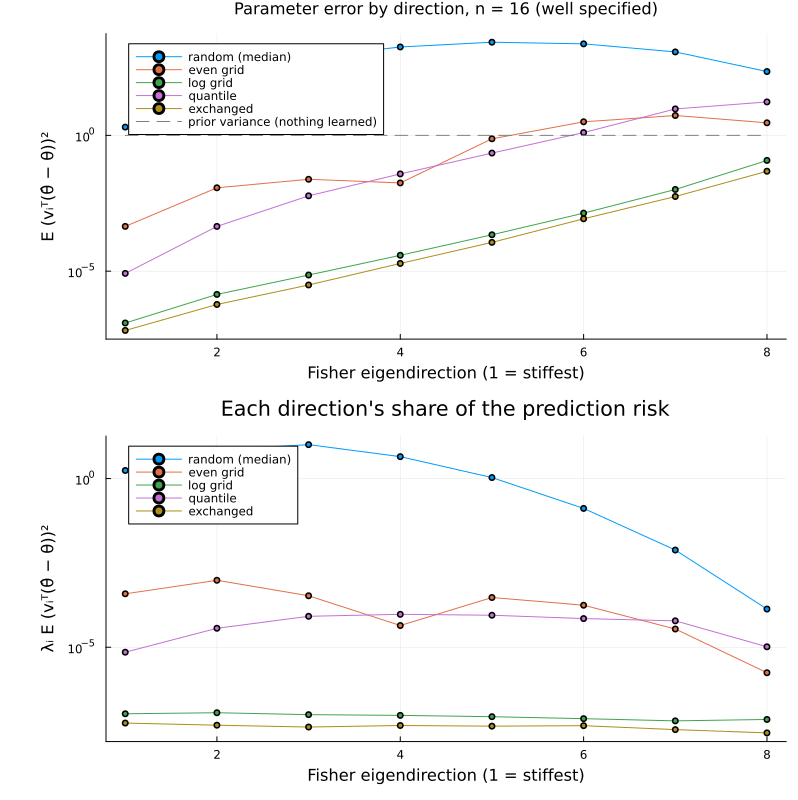 Parameter error by direction, n = 16 (well specified)
E (vᵢᵀ(θ − θ))²
random (median)
even grid
log grid
quantile
exchanged
prior variance (nothing learned)
10⁰
10⁻⁵
2 4 6 8
Fisher eigendirection (1 = stiffest)
Each direction's share of the prediction risk
λᵢ E (vᵢᵀ(θ − θ))²
random (median)
even grid
log grid
quantile
exchanged
10⁰
10⁻⁵
2 4 6 8
Fisher eigendirection (1 = stiffest)